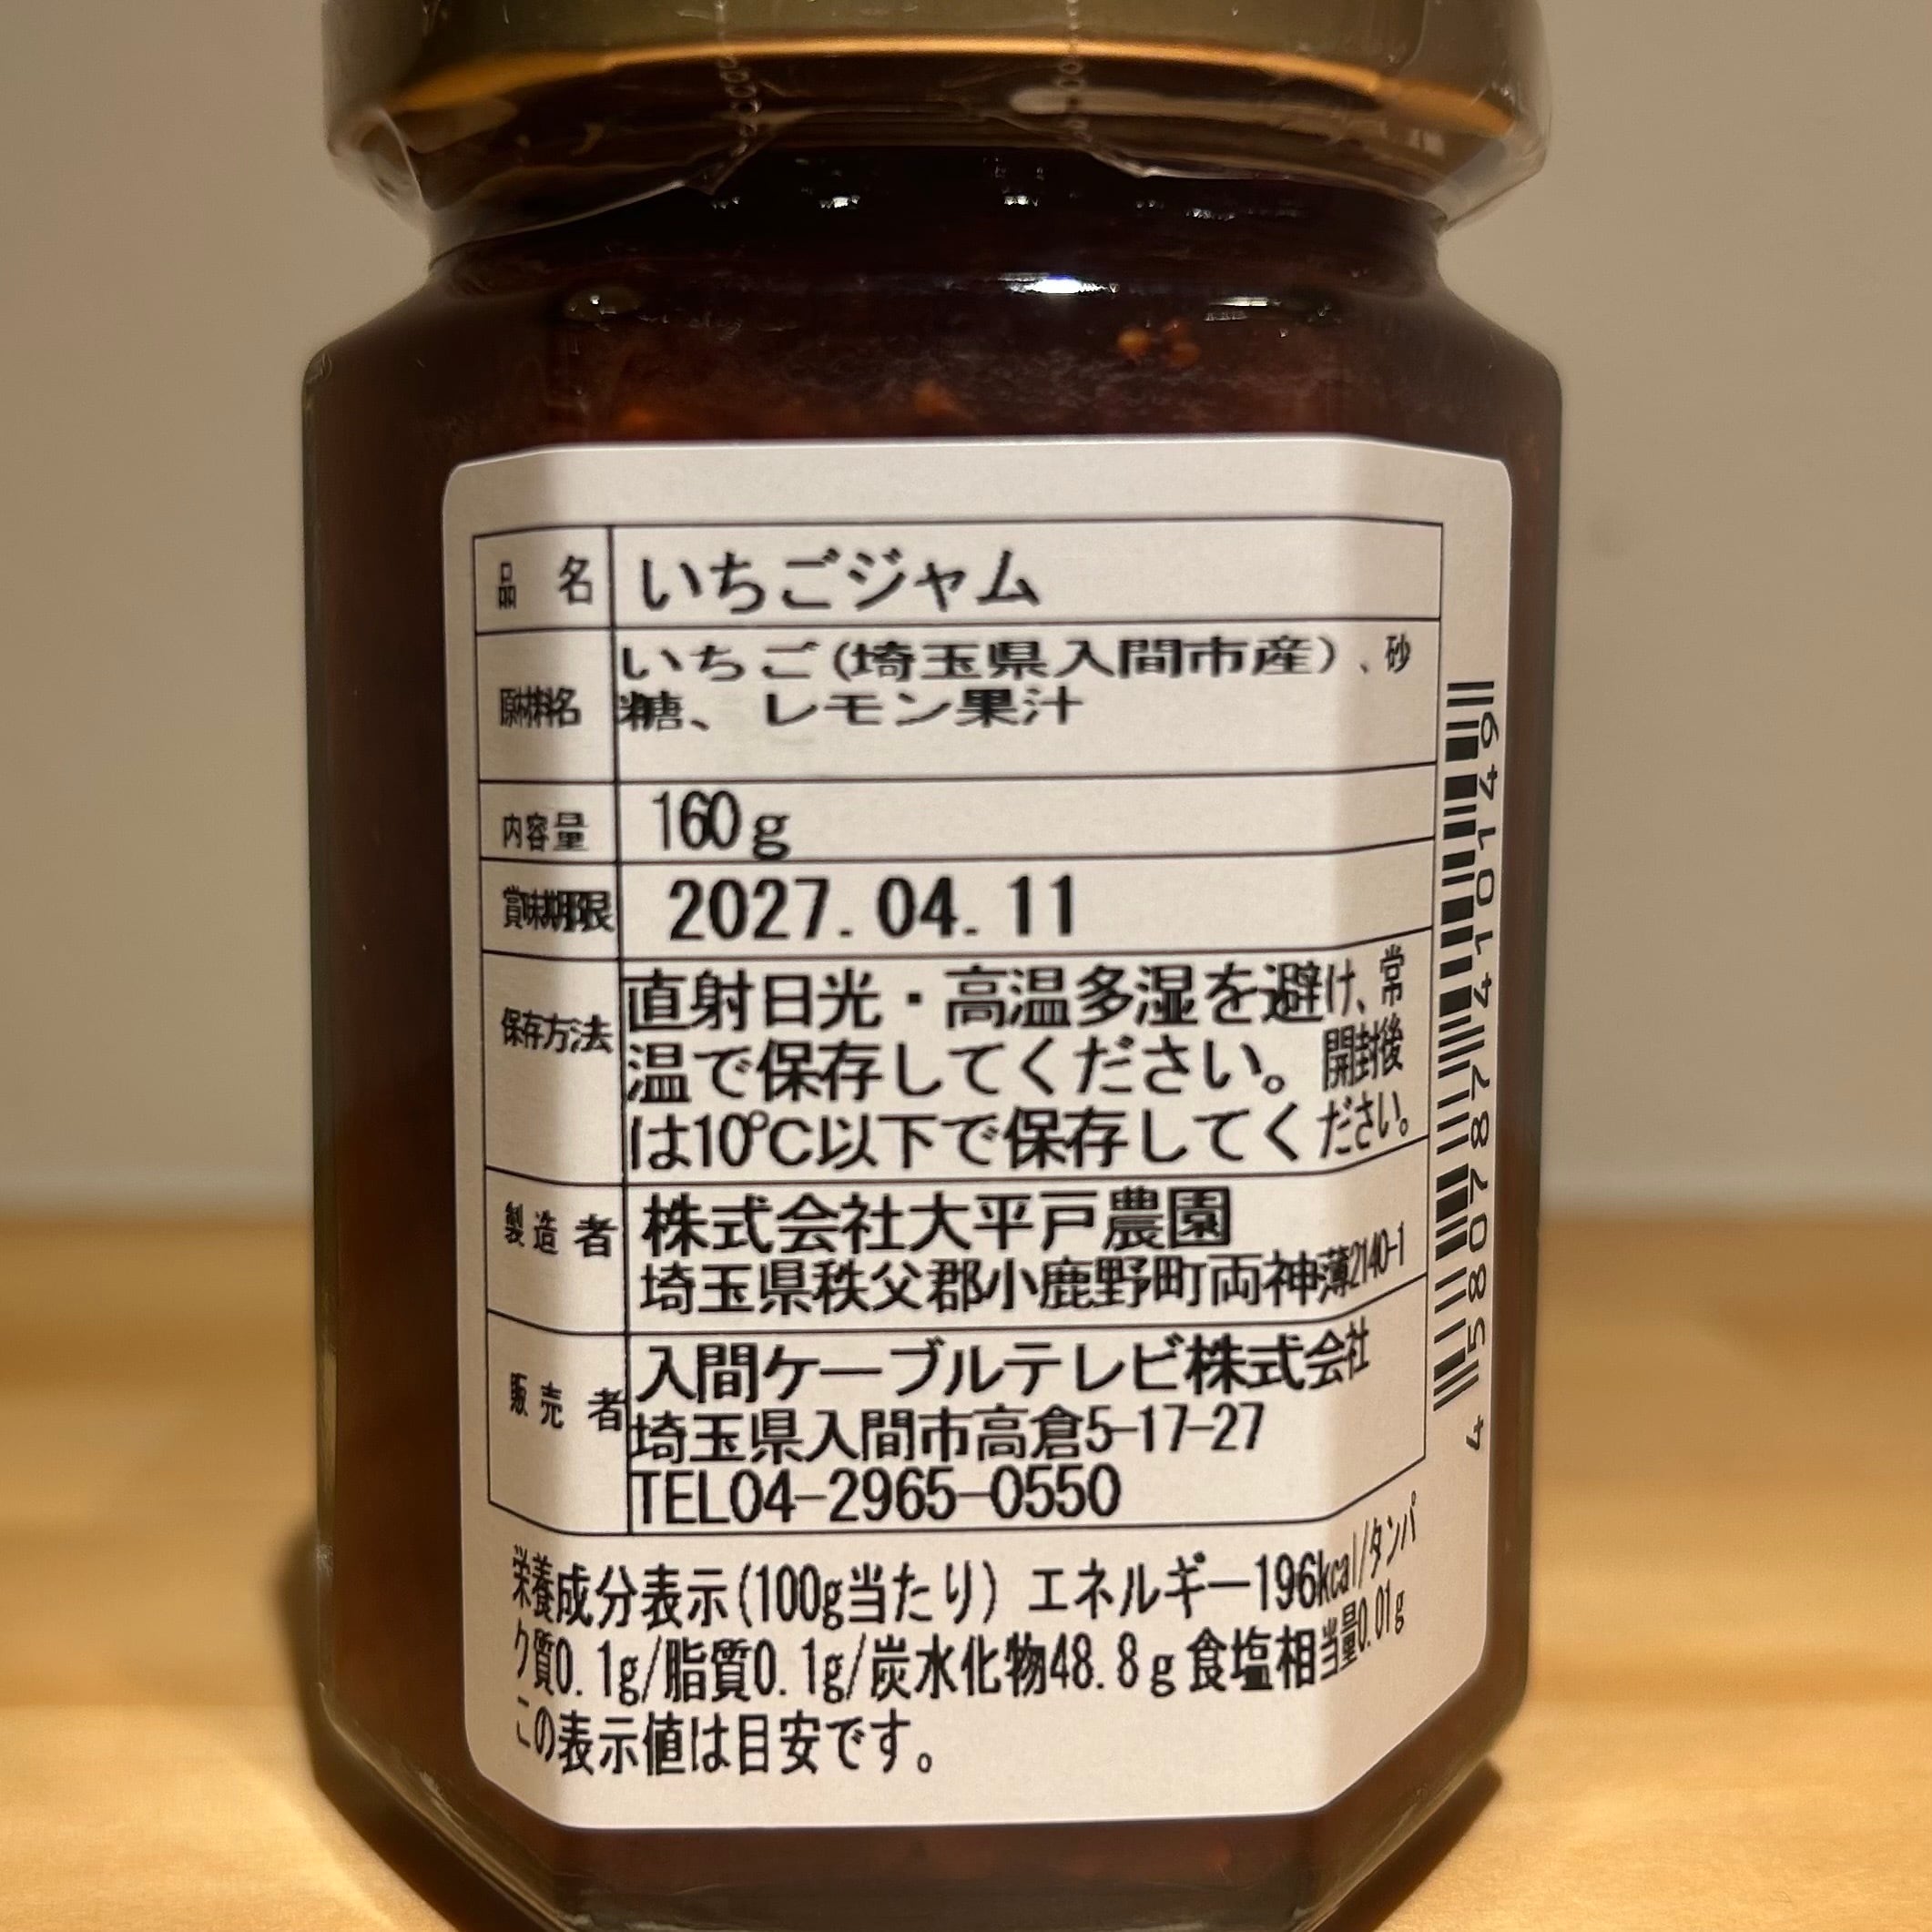 品 名 いちごジャム
原材料名 いちご(埼玉県入間市産)、砂
糖、レモン果汁
内容量 160g
賞味期限 2027.04.11
保存方法 直射日光・高温多湿を避け、常
温で保存してください。開封後
は10℃以下で保存してください。
製造者 株式会社大平戸農園
埼玉県秩父郡小鹿野町両神薄2140-1
販売者 入間ケーブルテレビ株式会社
埼玉県入間市高倉5-17-27
TEL04-2965-0550
栄養成分表示(100g当たり) エネルギー196kcal/タンパ
ク質0.1g/脂質0.1g/炭水化物48.8g食塩相当量0.01g
この表示値は目安です。
4 580787 410149